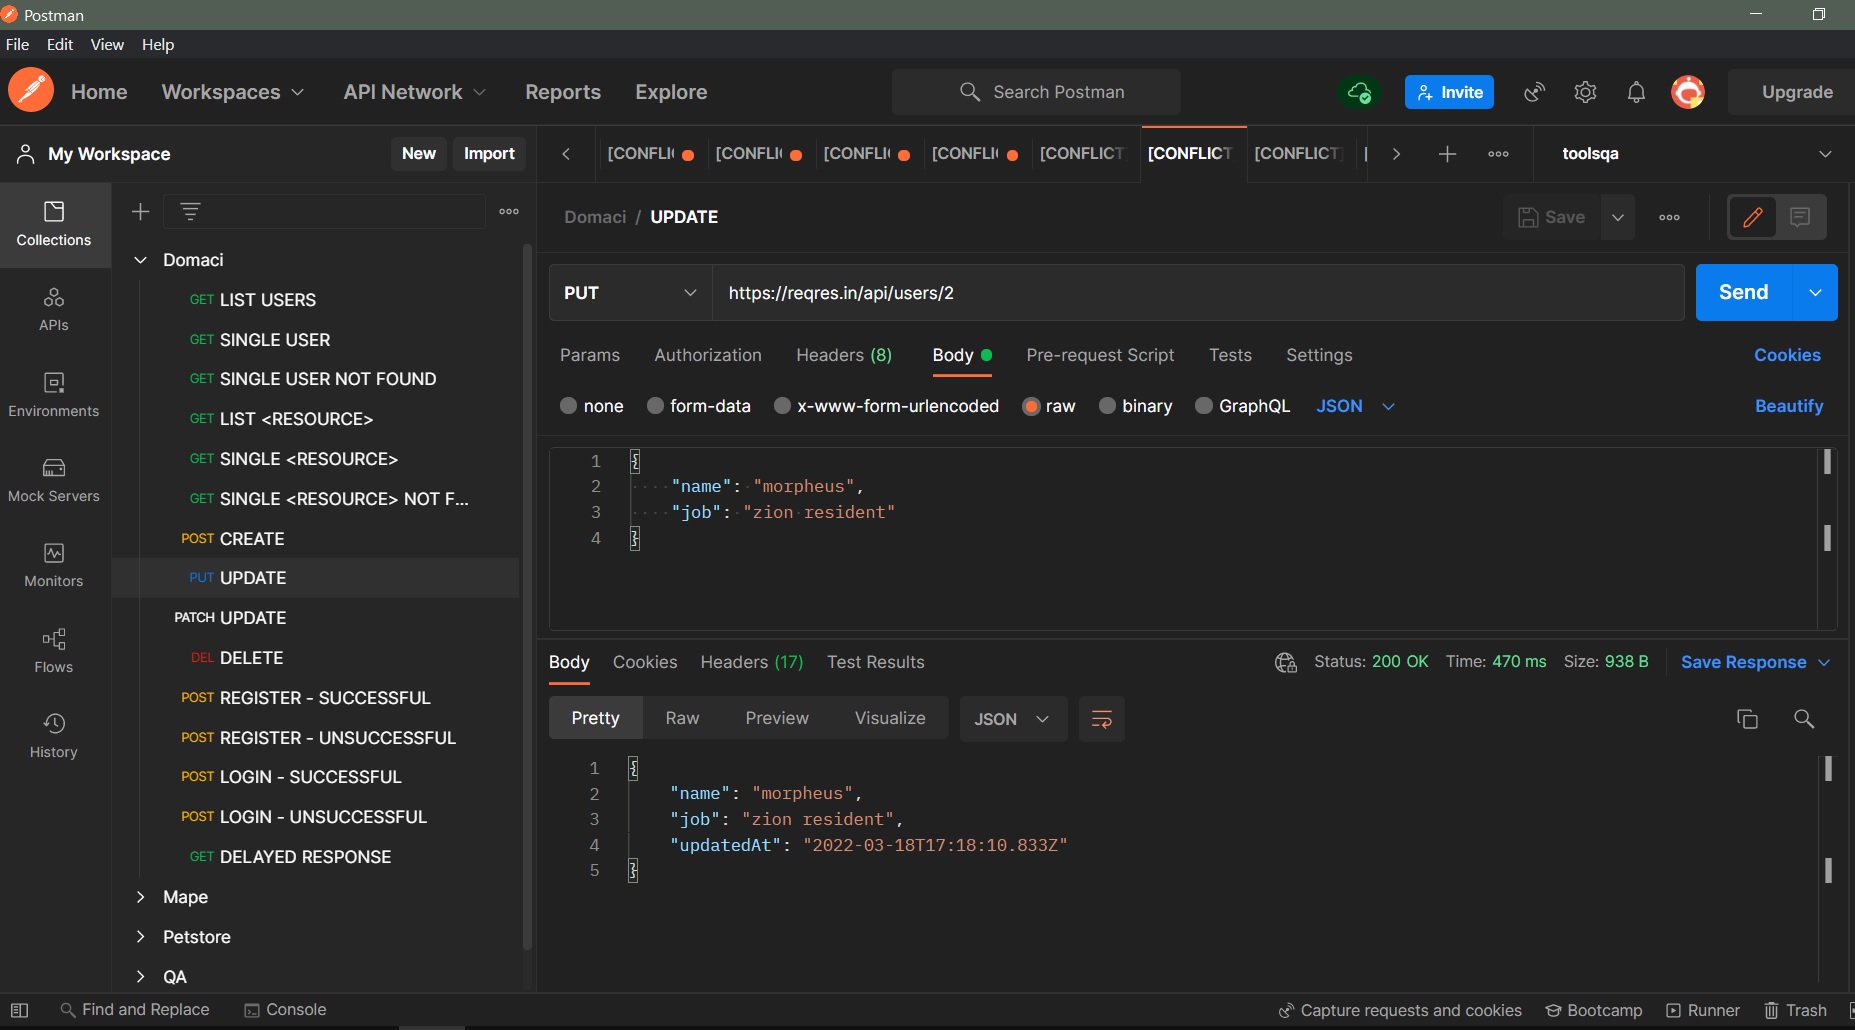 Postman
File Edit View Help
Home Workspaces API Network Reports Explore Search Postman Invite Upgrade
My Workspace New Import
[CONFLI [CONFLI [CONFLI [CONFLI [CONFLICT [CONFLICT [CONFLICT] [ toolsqa
Collections
APIs
Environments
Mock Servers
Monitors
Flows
History
Domaci
GET LIST USERS
GET SINGLE USER
GET SINGLE USER NOT FOUND
GET LIST <RESOURCE>
GET SINGLE <RESOURCE>
GET SINGLE <RESOURCE> NOT F...
POST CREATE
PUT UPDATE
PATCH UPDATE
DEL DELETE
POST REGISTER - SUCCESSFUL
POST REGISTER - UNSUCCESSFUL
POST LOGIN - SUCCESSFUL
POST LOGIN - UNSUCCESSFUL
GET DELAYED RESPONSE
Mape
Petstore
QA
Domaci / UPDATE Save
PUT https://reqres.in/api/users/2 Send
Params Authorization Headers (8) Body Pre-request Script Tests Settings Cookies
none form-data x-www-form-urlencoded raw binary GraphQL JSON Beautify
1 {
2 "name": "morpheus",
3 "job": "zion resident"
4 }
Body Cookies Headers (17) Test Results Status: 200 OK Time: 470 ms Size: 938 B Save Response
Pretty Raw Preview Visualize JSON
1 {
2 "name": "morpheus",
3 "job": "zion resident",
4 "updatedAt": "2022-03-18T17:18:10.833Z"
5 }
Find and Replace Console Capture requests and cookies Bootcamp Runner Trash